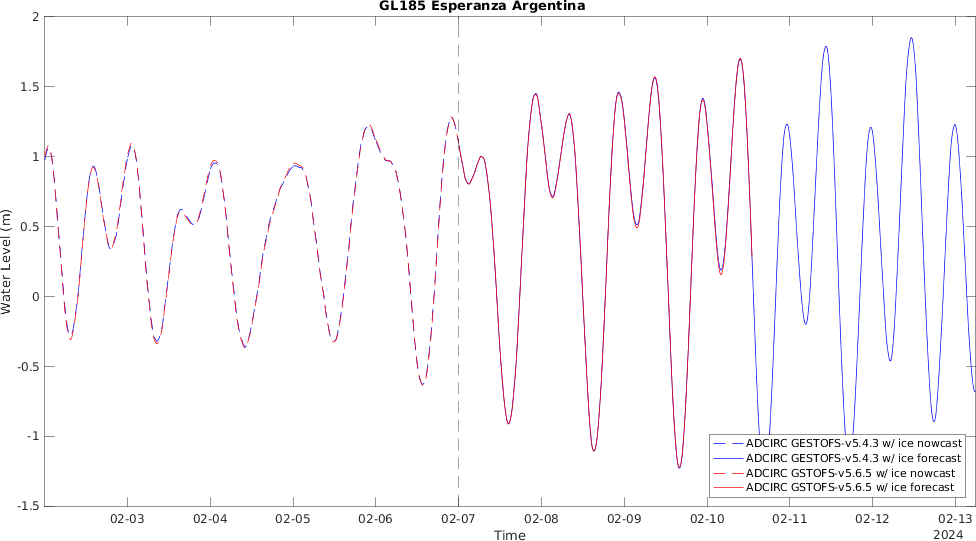 GL185 Esperanza Argentina
Water Level (m)
2
1.5
1
0.5
0
-0.5
-1
-1.5
02-03
02-04
02-05
02-06
02-07
02-08
02-09
02-10
02-11
02-12
02-13
2024
Time
ADCIRC GESTOFS-v5.4.3 w/ ice nowcast
ADCIRC GESTOFS-v5.4.3 w/ ice forecast
ADCIRC GSTOFS-v5.6.5 w/ ice nowcast
ADCIRC GSTOFS-v5.6.5 w/ ice forecast